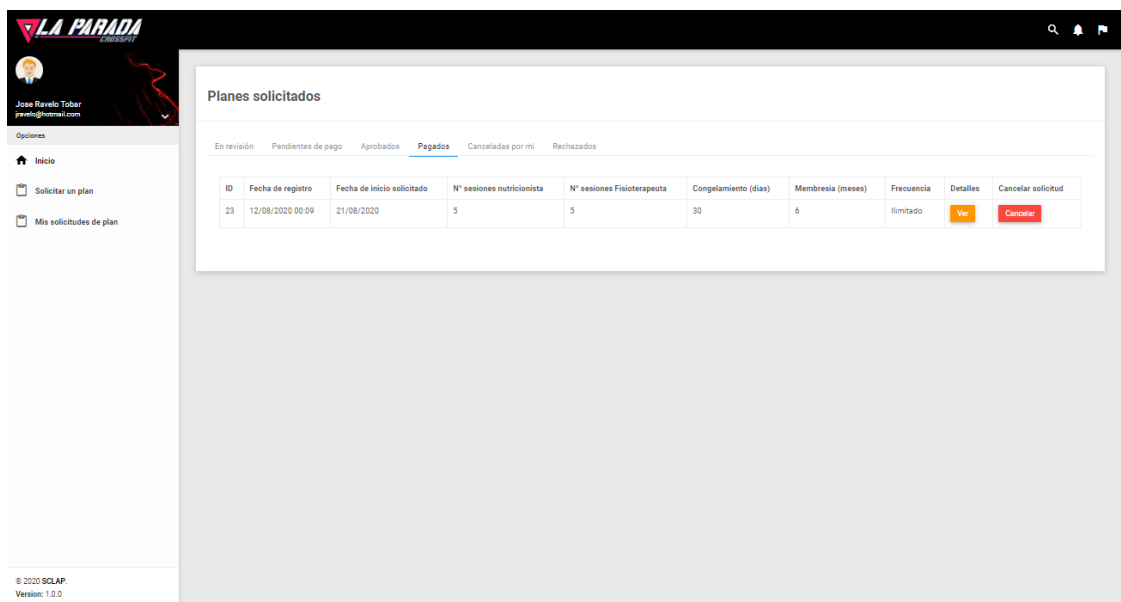 LA PARADA
CROSSFIT
Jose Ravelo Tobar
jravelo@hotmail.com
Opciones
Inicio
Solicitar un plan
Mis solicitudes de plan
Planes solicitados
En revisión Pendientes de pago Aprobados Pagados Canceladas por mi Rechazados
ID Fecha de registro Fecha de inicio solicitado N° sesiones nutricionista N° sesiones Fisioterapeuta Congelamiento (dias) Membresia (meses) Frecuencia Detalles Cancelar solicitud
23 12/08/2020 00:09 21/08/2020 5 5 30 6 Ilimitado Ver Cancelar
© 2020 SCLAP.
Version: 1.0.0